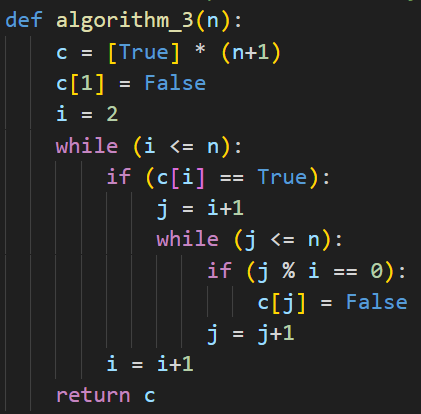 def algorithm_3(n):
    c = [True] * (n+1)
    c[1] = False
    i = 2
    while (i <= n):
        if (c[i] == True):
            j = i+1
            while (j <= n):
                if (j % i == 0):
                    c[j] = False
                j = j+1
        i = i+1
    return c